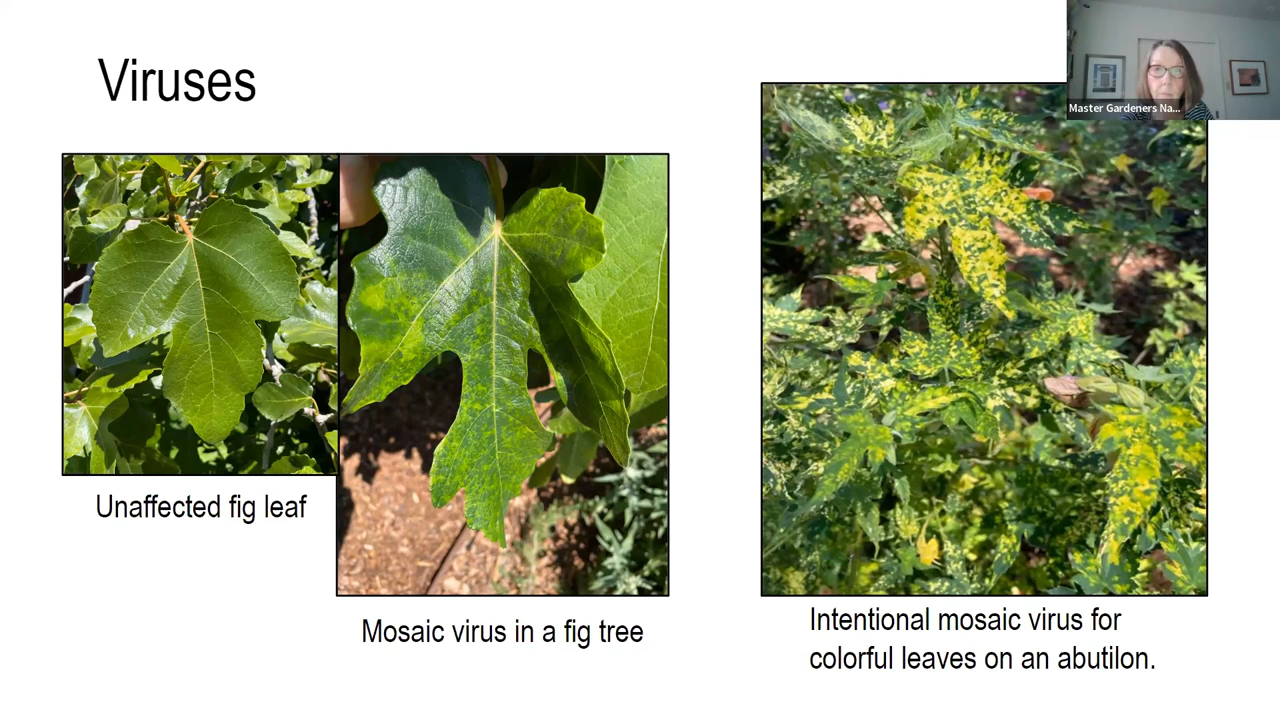 Viruses
Master Gardeners Na...
Unaffected fig leaf
Mosaic virus in a fig tree
Intentional mosaic virus for
colorful leaves on an abutilon.